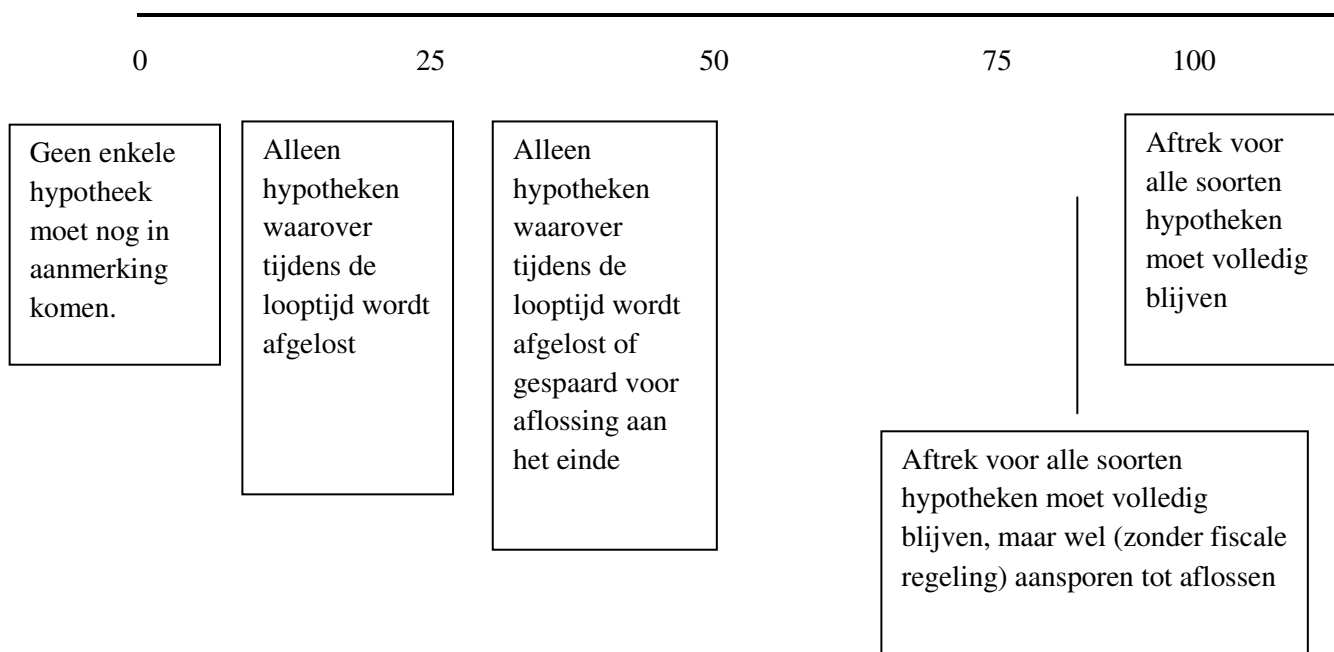 0 25 50 75 100
Geen enkele
hypotheek
moet nog in
aanmerking
komen.
Alleen
hypotheken
waarover
tijdens de
looptijd wordt
afgelost
Alleen
hypotheken
waarover
tijdens de
looptijd wordt
afgelost of
gespaard voor
aflossing aan
het einde
Aftrek voor
alle soorten
hypotheken
moet volledig
blijven
Aftrek voor alle soorten
hypotheken moet volledig
blijven, maar wel (zonder fiscale
regeling) aansporen tot aflossen